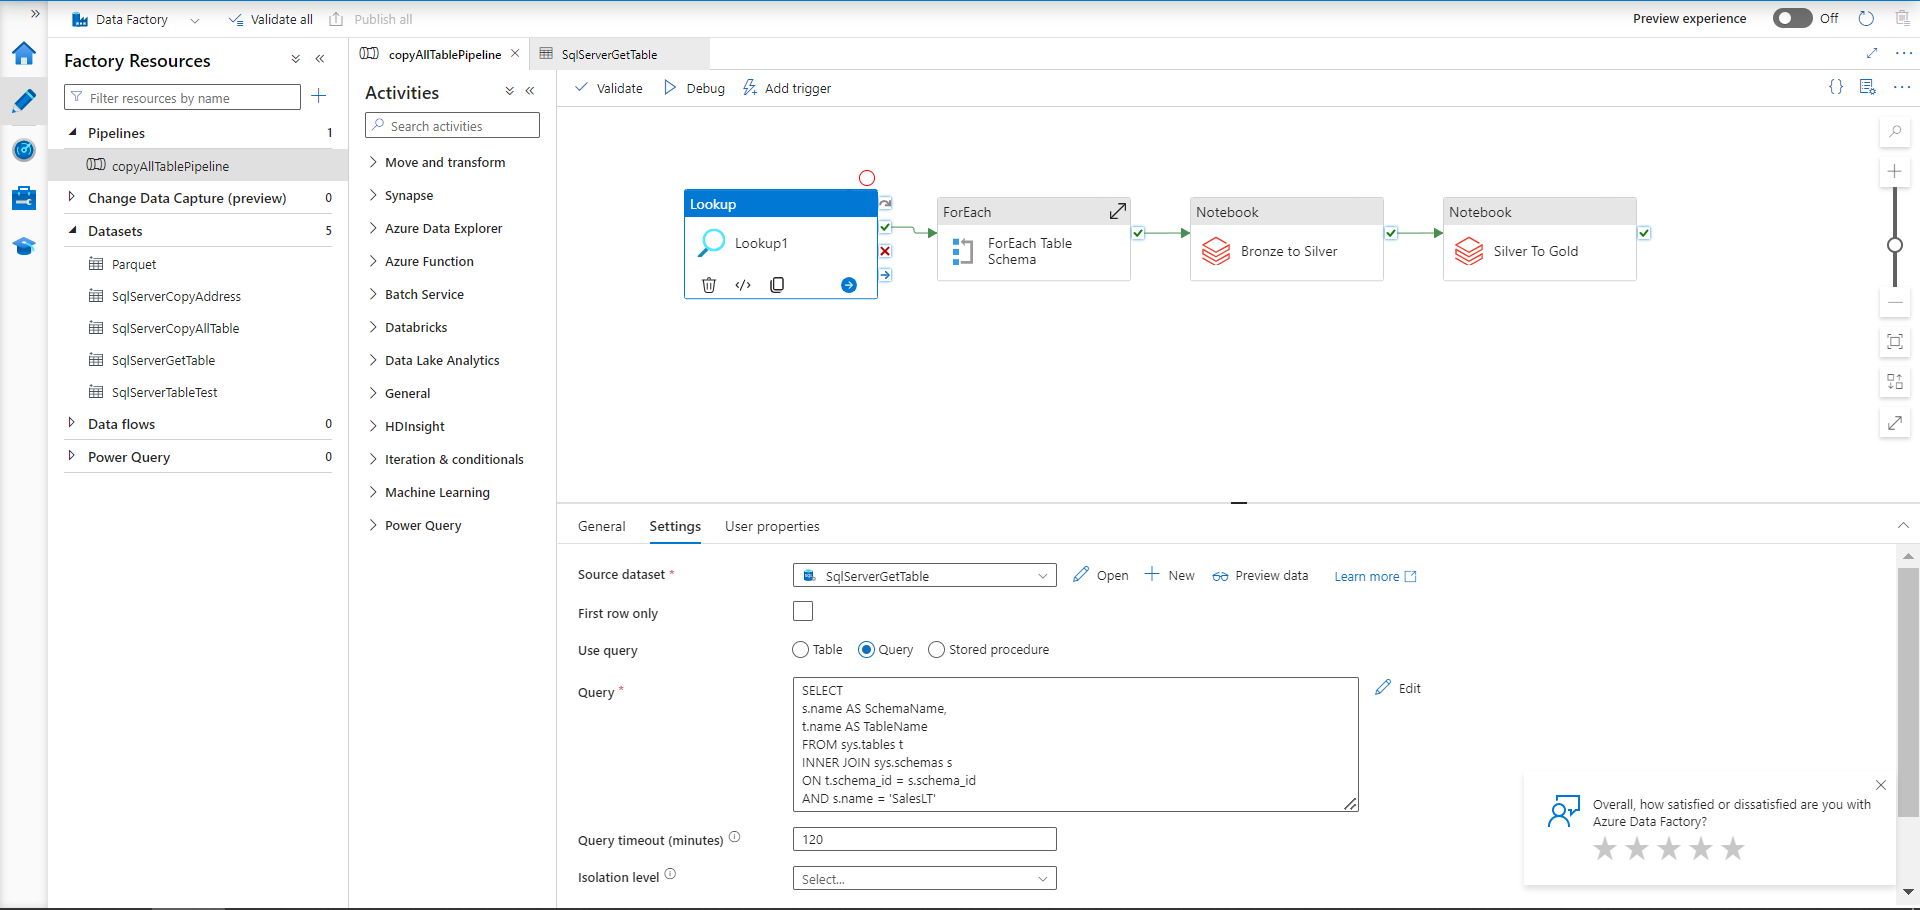 Data Factory
Validate all
Publish all
Preview experience
Off
Factory Resources
Filter resources by name
Pipelines 1
copyAllTablePipeline
Change Data Capture (preview) 0
Datasets 5
Parquet
SqlServerCopyAddress
SqlServerCopyAllTable
SqlServerGetTable
SqlServerTableTest
Data flows 0
Power Query 0
copyAllTablePipeline
SqlServerGetTable
Activities
Search activities
Move and transform
Synapse
Azure Data Explorer
Azure Function
Batch Service
Databricks
Data Lake Analytics
General
HDInsight
Iteration & conditionals
Machine Learning
Power Query
Validate
Debug
Add trigger
Lookup
Lookup1
ForEach
ForEach Table
Schema
Notebook
Bronze to Silver
Notebook
Silver To Gold
General
Settings
User properties
Source dataset *
SqlServerGetTable
Open
New
Preview data
Learn more
First row only
Use query
Table
Query
Stored procedure
Query *
SELECT
s.name AS SchemaName,
t.name AS TableName
FROM sys.tables t
INNER JOIN sys.schemas s
ON t.schema_id = s.schema_id
AND s.name = 'SalesLT'
Edit
Query timeout (minutes)
120
Isolation level
Select...
Overall, how satisfied or dissatisfied are you with
Azure Data Factory?